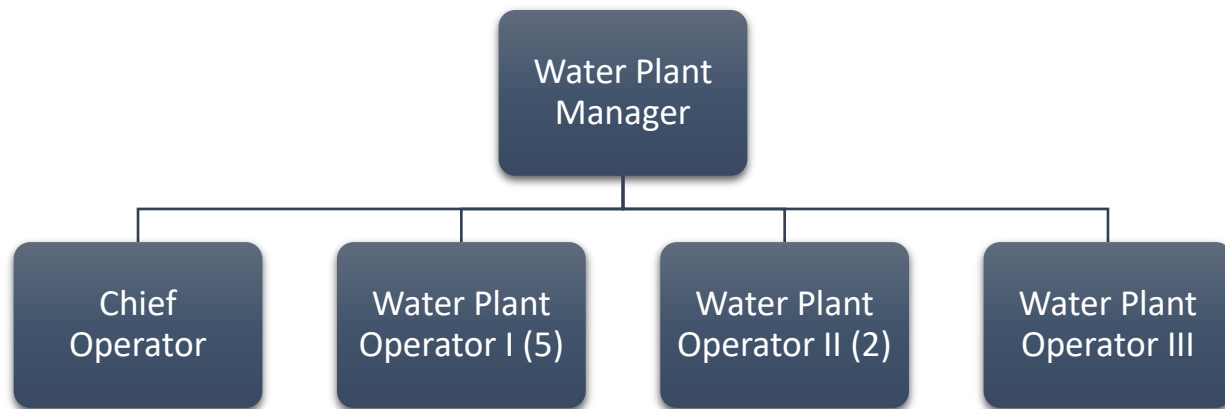 Water Plant
Manager
Chief
Operator
Water Plant
Operator I (5)
Water Plant
Operator II (2)
Water Plant
Operator III